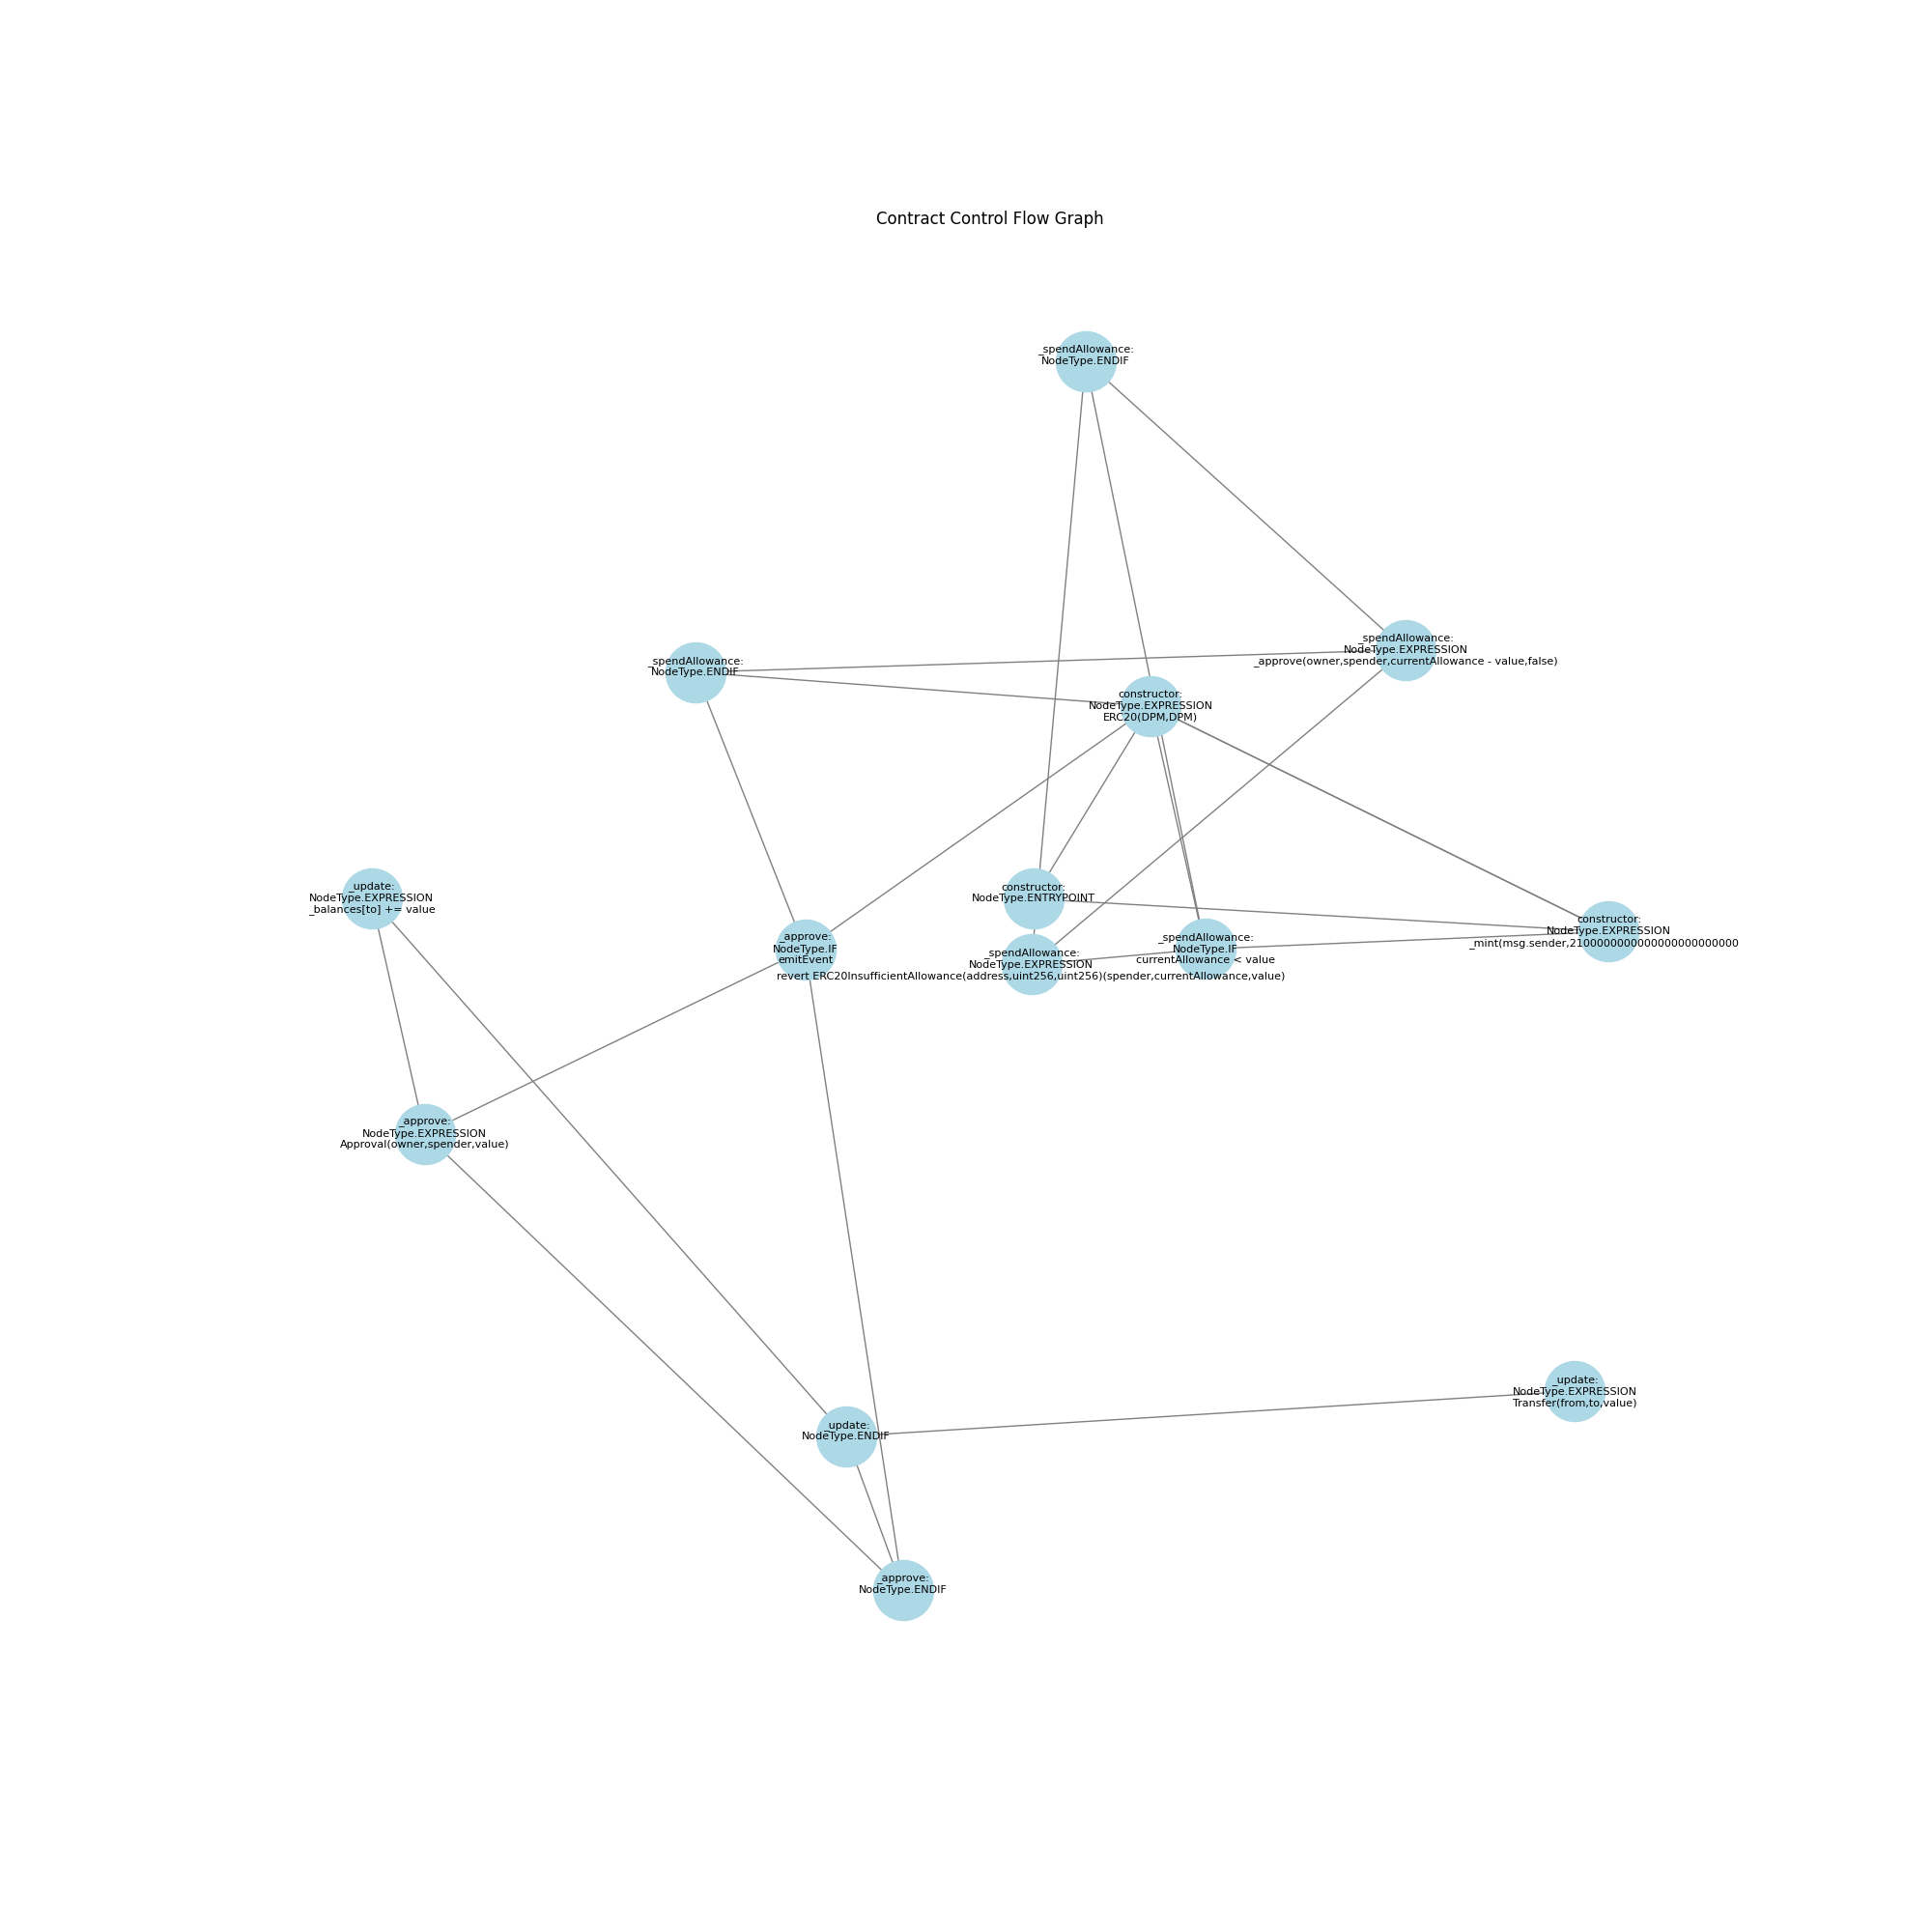 Contract Control Flow Graph
_spendAllowance:
NodeType.ENDIF
_spendAllowance:
NodeType.EXPRESSION
_approve(owner,spender,currentAllowance - value,false)
_spendAllowance:
NodeType.ENDIF
constructor:
NodeType.EXPRESSION
ERC20(DPM,DPM)
_update:
NodeType.EXPRESSION
_balances[to] += value
constructor:
NodeType.ENTRYPOINT
constructor:
NodeType.EXPRESSION
_mint(msg.sender,2100000000000000000000000
_approve:
NodeType.IF
emitEvent
_spendAllowance:
NodeType.IF
currentAllowance < value
_spendAllowance:
NodeType.EXPRESSION
revert ERC20InsufficientAllowance(address,uint256,uint256)(spender,currentAllowance,value)
_approve:
NodeType.EXPRESSION
Approval(owner,spender,value)
_update:
NodeType.EXPRESSION
Transfer(from,to,value)
_update:
NodeType.ENDIF
_approve:
NodeType.ENDIF